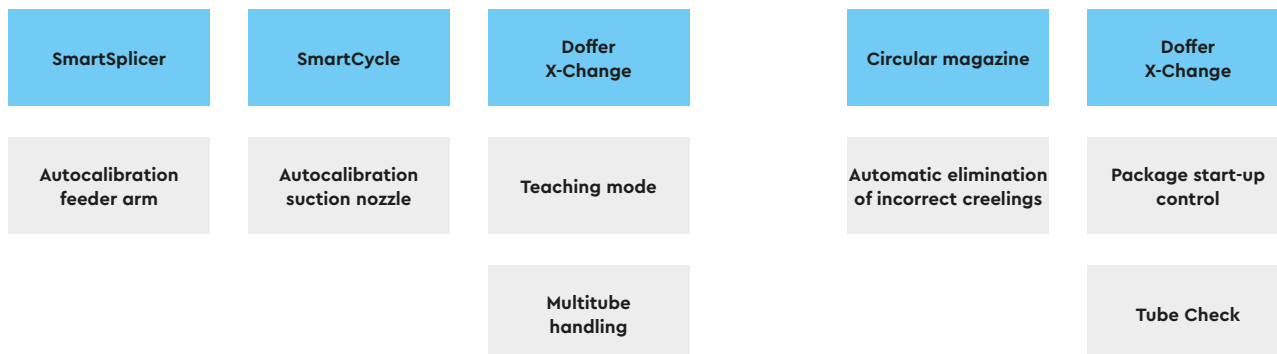 SmartSplicer
SmartCycle
Doffer
X-Change
Circular magazine
Doffer
X-Change
Autocalibration
feeder arm
Autocalibration
suction nozzle
Teaching mode
Automatic elimination
of incorrect creelings
Package start-up
control
Multitube
handling
Tube Check